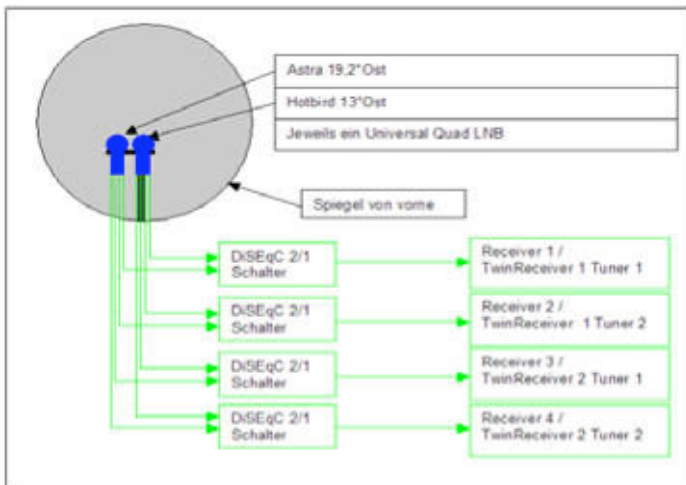 Astra 19,2°Ost
Hotbird 13°Ost
Jeweils ein Universal Quad LNB
Spiegel von vorne
DiSEqC 2/1
Schalter
Receiver 1 /
TwinReceiver 1 Tuner 1
DiSEqC 2/1
Schalter
Receiver 2 /
TwinReceiver 1 Tuner 2
DiSEqC 2/1
Schalter
Receiver 3 /
TwinReceiver 2 Tuner 1
DiSEqC 2/1
Schalter
Receiver 4 /
TwinReceiver 2 Tuner 2